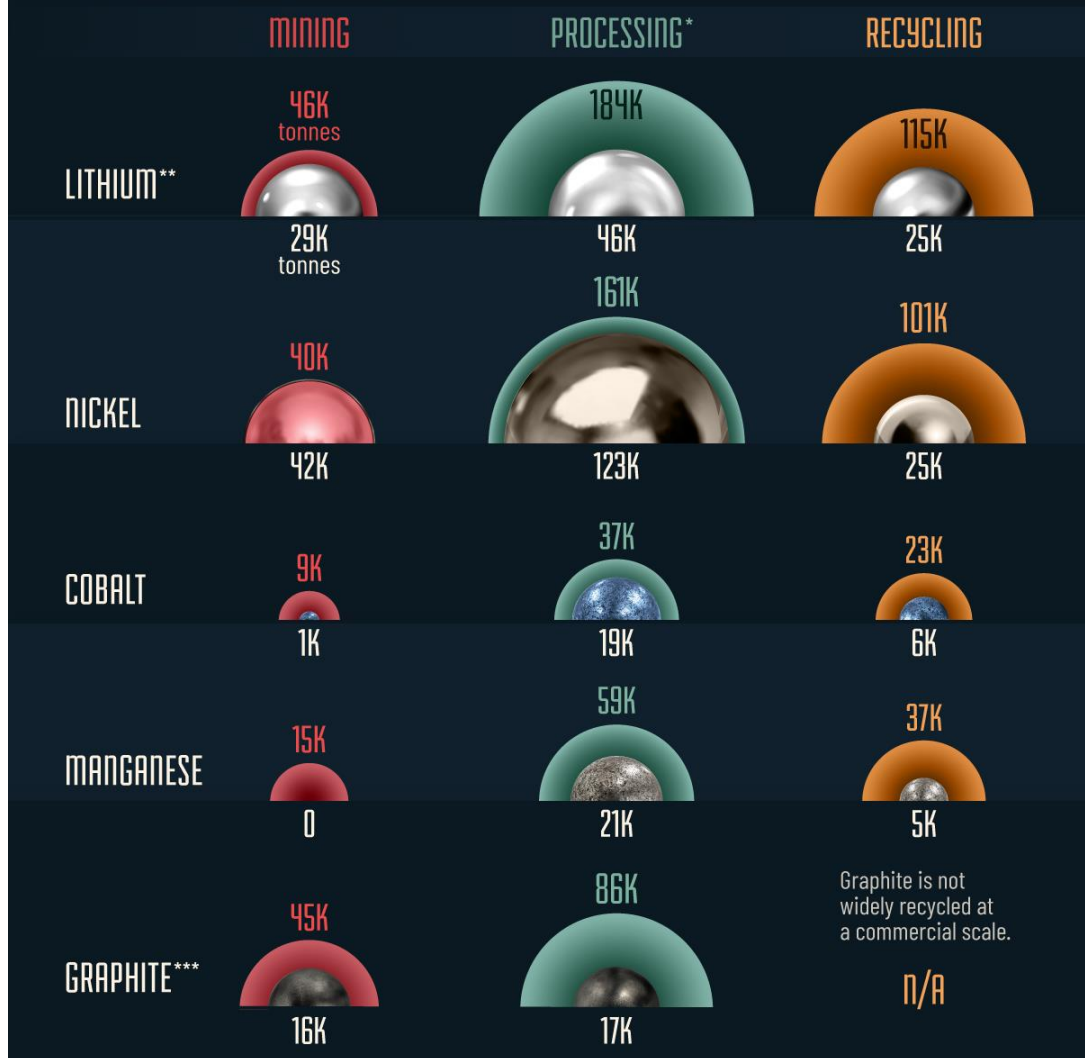 MINING PROCESSING* RECYCLING
46K
tonnes
184K
115K
LITHIUM**
29K
tonnes
46K
25K
161K
101K
40K
NICKEL
42K
123K
25K
37K
23K
9K
COBALT
1K
19K
6K
59K
37K
15K
MANGANESE
0
21K
5K
86K
45K
Graphite is not
widely recycled at
a commercial scale.
GRAPHITE***
N/A
16K
17K